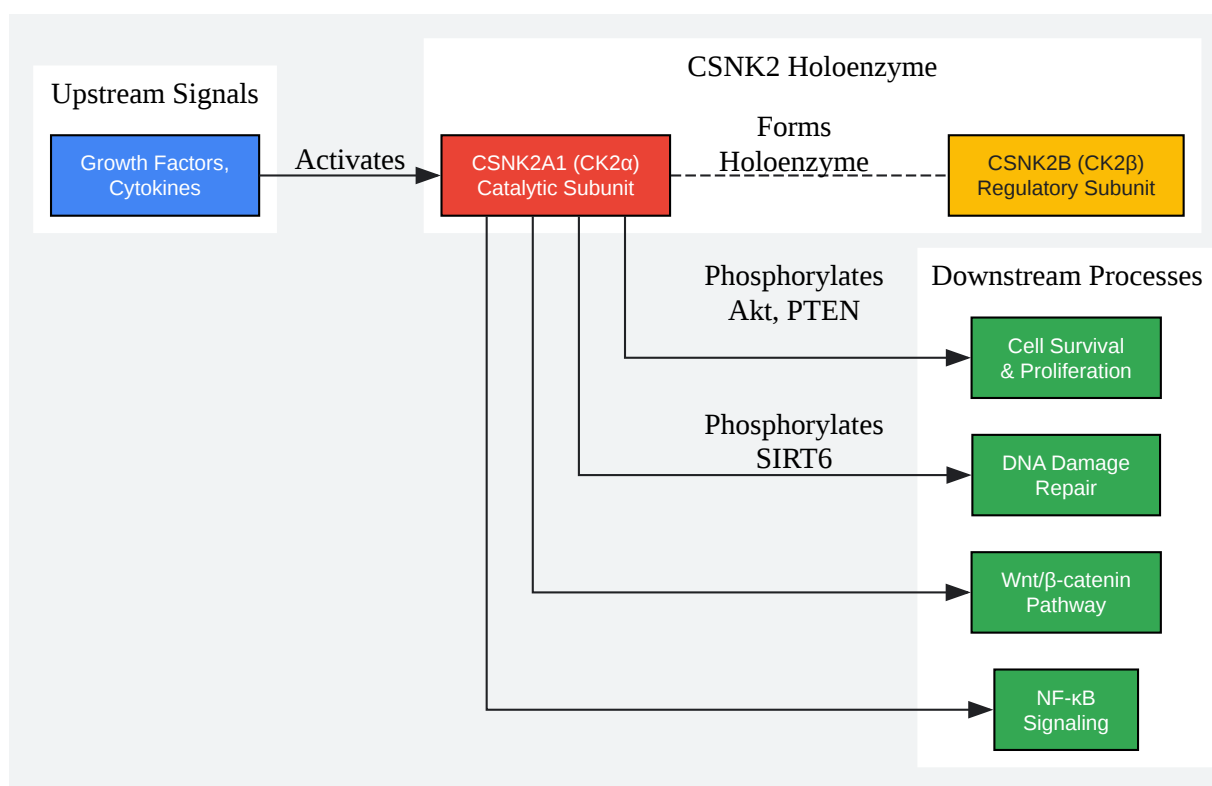 CSNK2 Holoenzyme
Upstream Signals
Growth Factors,
Cytokines
Activates
CSNK2A1 (CK2α)
Catalytic Subunit
Forms
Holoenzyme
CSNK2B (CK2β)
Regulatory Subunit
Downstream Processes
Phosphorylates
Akt, PTEN
Cell Survival
& Proliferation
Phosphorylates
SIRT6
DNA Damage
Repair
Wnt/β-catenin
Pathway
NF-κB
Signaling